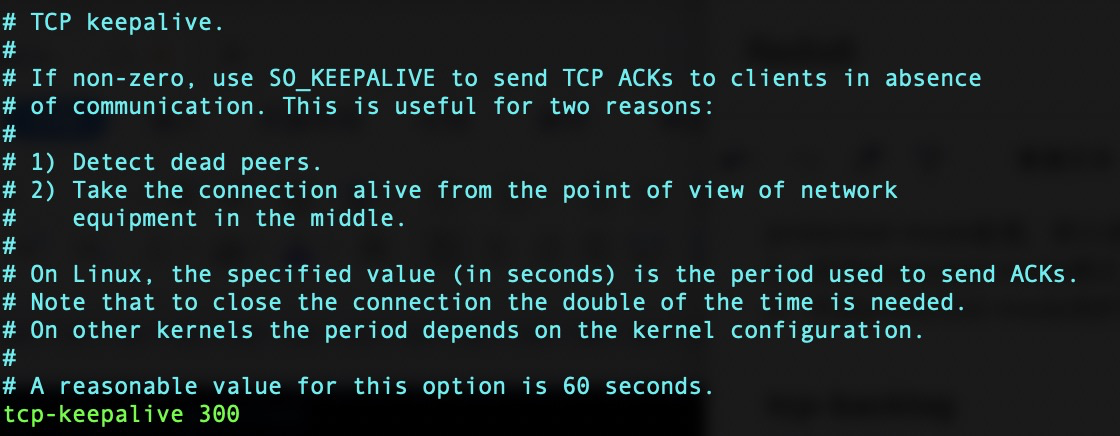 # TCP keepalive.
#
# If non-zero, use SO_KEEPALIVE to send TCP ACKs to clients in absence
# of communication. This is useful for two reasons:
#
# 1) Detect dead peers.
# 2) Take the connection alive from the point of view of network
#    equipment in the middle.
#
# On Linux, the specified value (in seconds) is the period used to send ACKs.
# Note that to close the connection the double of the time is needed.
# On other kernels the period depends on the kernel configuration.
#
# A reasonable value for this option is 60 seconds.
tcp-keepalive 300